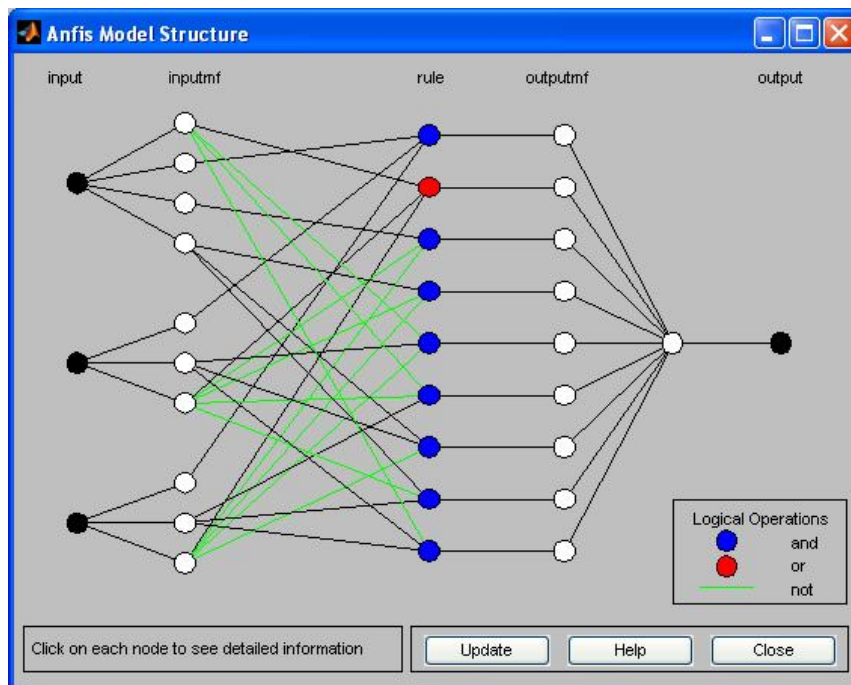 Anfis Model Structure
input inputmf rule outputmf output
Logical Operations
and
or
not
Click on each node to see detailed information
Update Help Close